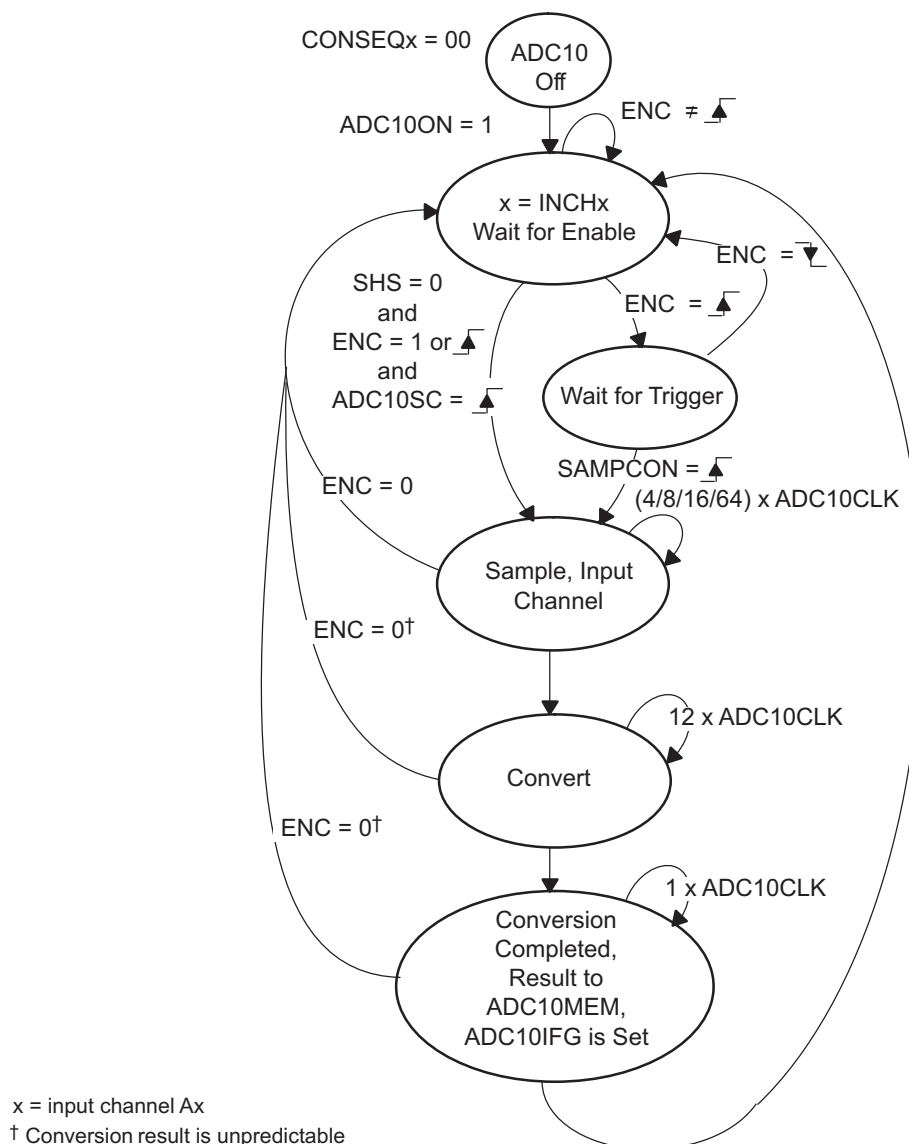 CONSEQx = 00
ADC10
Off
ENC ≠
ADC10ON = 1
x = INCHx
Wait for Enable
ENC =
SHS = 0
and
ENC = 1 or
and
ADC10SC =
ENC =
Wait for Trigger
SAMPCON =
(4/8/16/64) x ADC10CLK
ENC = 0
Sample, Input
Channel
ENC = 0†
12 x ADC10CLK
Convert
ENC = 0†
1 x ADC10CLK
Conversion
Completed,
Result to
ADC10MEM,
ADC10IFG is Set
x = input channel Ax
† Conversion result is unpredictable